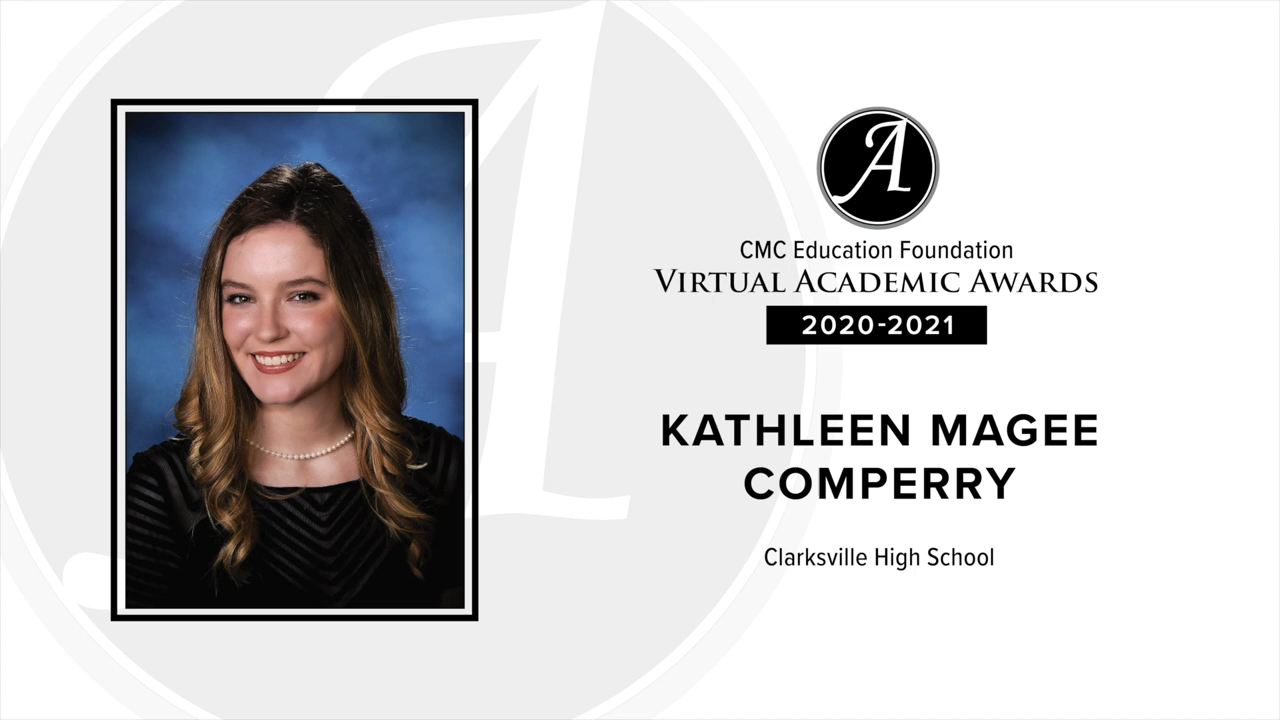 A
CMC Education Foundation
VIRTUAL ACADEMIC AWARDS
2020-2021
KATHLEEN MAGEE
COMPERRY
Clarksville High School